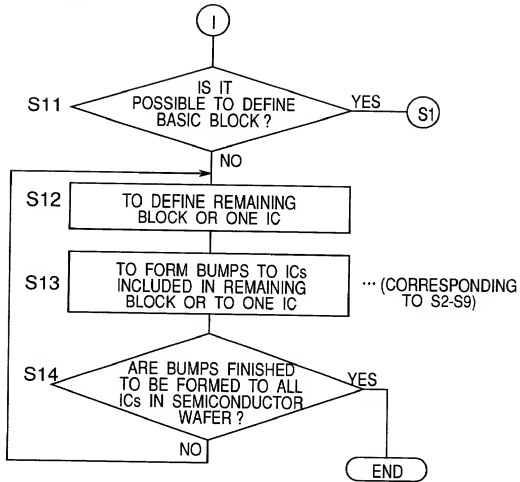 I
IS IT
POSSIBLE TO DEFINE
BASIC BLOCK?
S11
YES
S1
NO
S12
TO DEFINE REMAINING
BLOCK OR ONE IC
S13
TO FORM BUMPS TO ICs
INCLUDED IN REMAINING
BLOCK OR TO ONE IC
··· (CORRESPONDING
TO S2-S9)
S14
ARE BUMPS FINISHED
TO BE FORMED TO ALL
ICs IN SEMICONDUCTOR
WAFER?
YES
NO
END